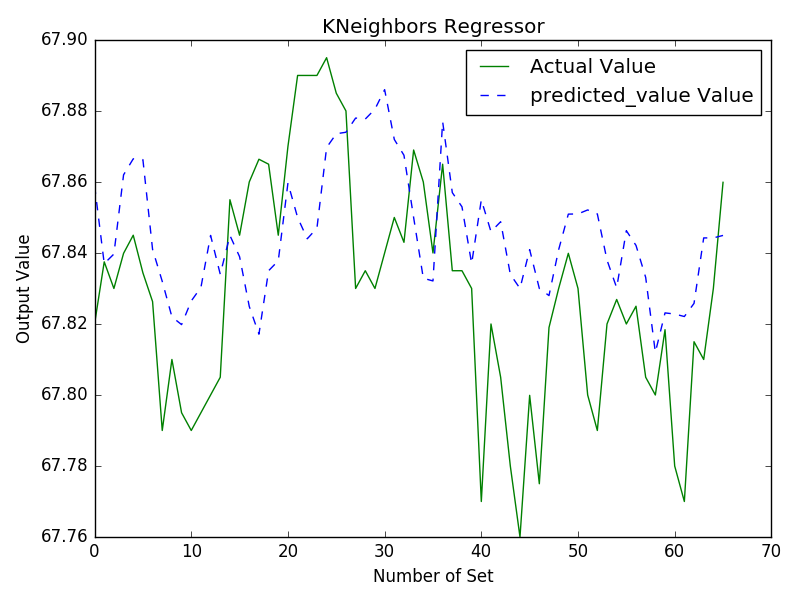 KNeighbors Regressor
67.90
67.88
67.86
67.84
67.82
67.80
67.78
67.76
Output Value
Actual Value
predicted_value Value
0 10 20 30 40 50 60 70
Number of Set